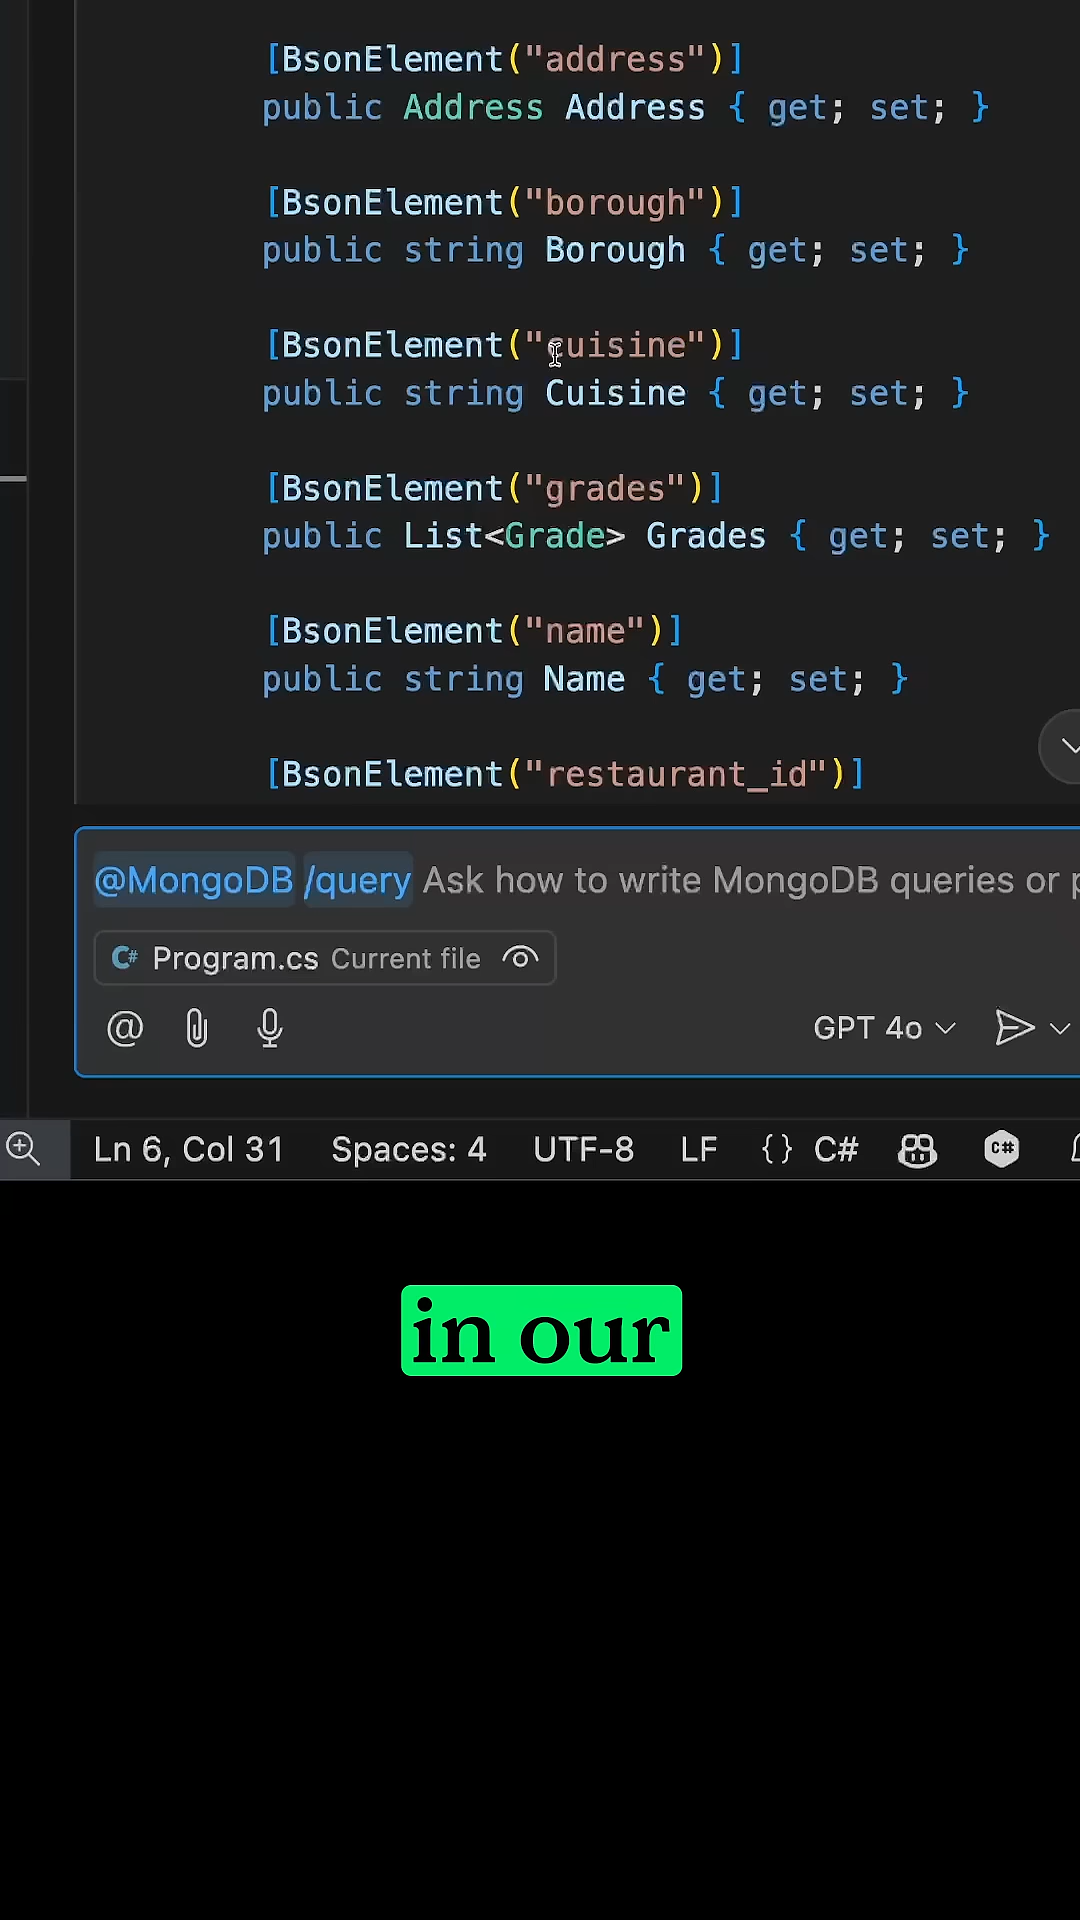 [BsonElement("address")]
public Address Address { get; set; }
[BsonElement("borough")]
public string Borough { get; set; }
[BsonElement("cuisine")]
public string Cuisine { get; set; }
[BsonElement("grades")]
public List<Grade> Grades { get; set; }
[BsonElement("name")]
public string Name { get; set; }
[BsonElement("restaurant_id")]
@MongoDB /query Ask how to write MongoDB queries or p
C# Program.cs Current file
@ GPT 4o
Ln 6, Col 31 Spaces: 4 UTF-8 LF {} C# C#
in our